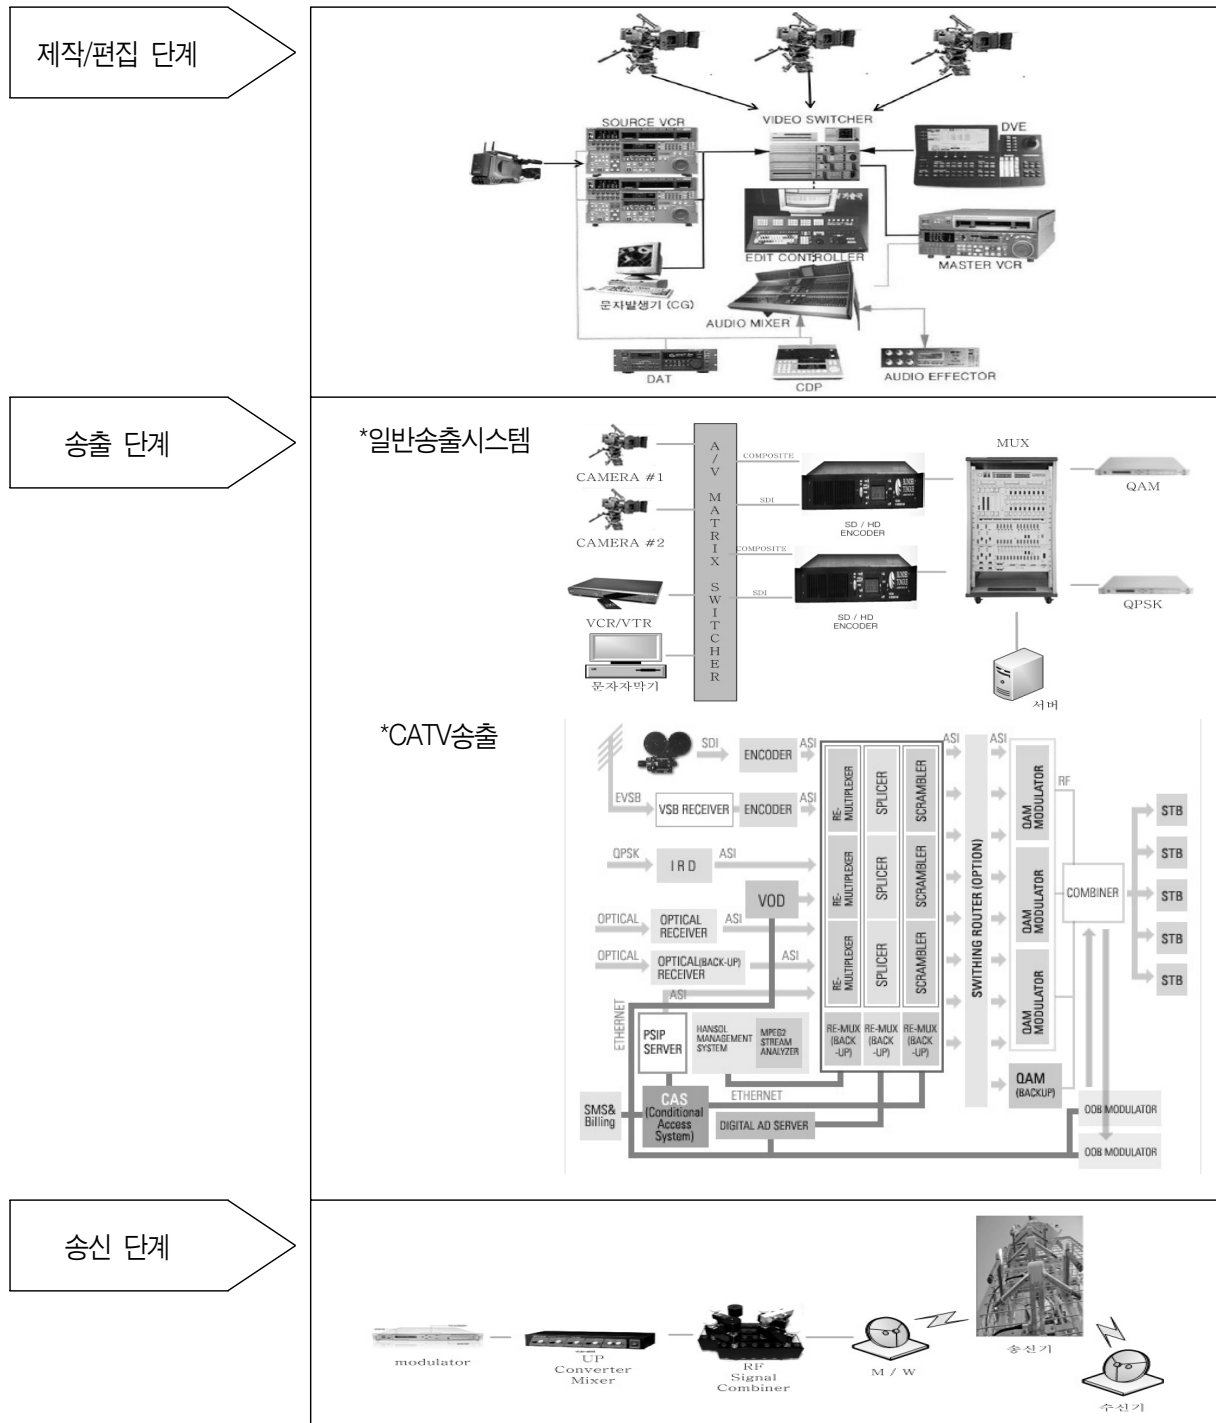 제작/편집 단계
SOURCE VCR
VIDEO SWITCHER
DVE
EDIT CONTROLLER
MASTER VCR
문자발생기 (CG)
AUDIO MIXER
DAT
CDP
AUDIO EFFECTOR
송출 단계
*일반송출시스템
CAMERA #1
CAMERA #2
VCR/VTR
문자자막기
A/V MATRIX SWITCHER
COMPOSITE
SDI
SD / HD
ENCODER
COMPOSITE
SDI
SD / HD
ENCODER
MUX
QAM
QPSK
서버
*CATV송출
SDI
ENCODER
ASI
EVSB
VSB RECEIVER
ENCODER
ASI
QPSK
IRD
ASI
VOD
OPTICAL
OPTICAL
RECEIVER
ASI
OPTICAL
OPTICAL(BACK-UP)
RECEIVER
ASI
ASI
ETHERNET
PSIP
SERVER
HANSOL
MANAGEMENT
SYSTEM
MPEG2
STREAM
ANALYZER
RE-
MULTIPLEXER
SPLICER
SCRAMBLER
RE-
MULTIPLEXER
SPLICER
SCRAMBLER
RE-
MULTIPLEXER
SPLICER
SCRAMBLER
RE-MUX
(BACK
-UP)
RE-MUX
(BACK
-UP)
RE-MUX
(BACK
-UP)
ASI
SWITHING ROUTER (OPTION)
ASI
QAM
MODULATOR
QAM
MODULATOR
QAM
MODULATOR
QAM
(BACKUP)
RF
COMBINER
STB
STB
STB
STB
STB
SMS&
Billing
CAS
(Conditional
Access
System)
ETHERNET
DIGITAL AD SERVER
OOB MODULATOR
OOB MODULATOR
송신 단계
modulator
UP
Converter
Mixer
RF
Signal
Combiner
M / W
송신기
수신기